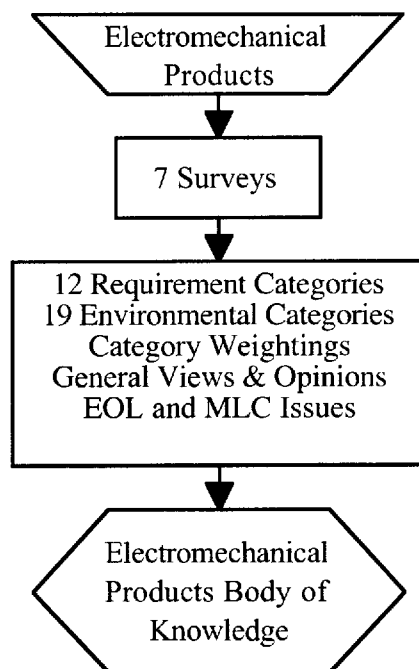 Electromechanical
Products
7 Surveys
12 Requirement Categories
19 Environmental Categories
Category Weightings
General Views & Opinions
EOL and MLC Issues
Electromechanical
Products Body of
Knowledge